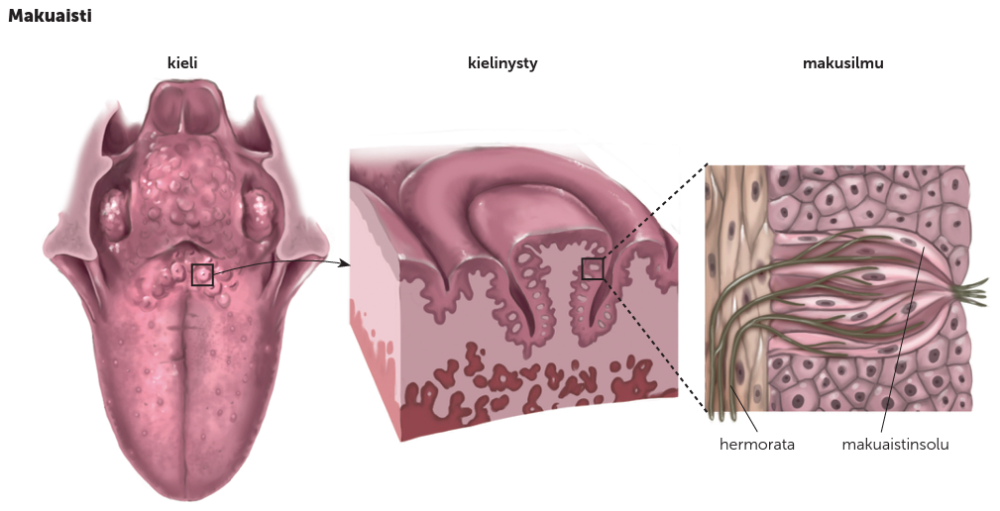 Makuaisti
kieli
kielinysty
makusilmu
hermorata
makuaistinsolu